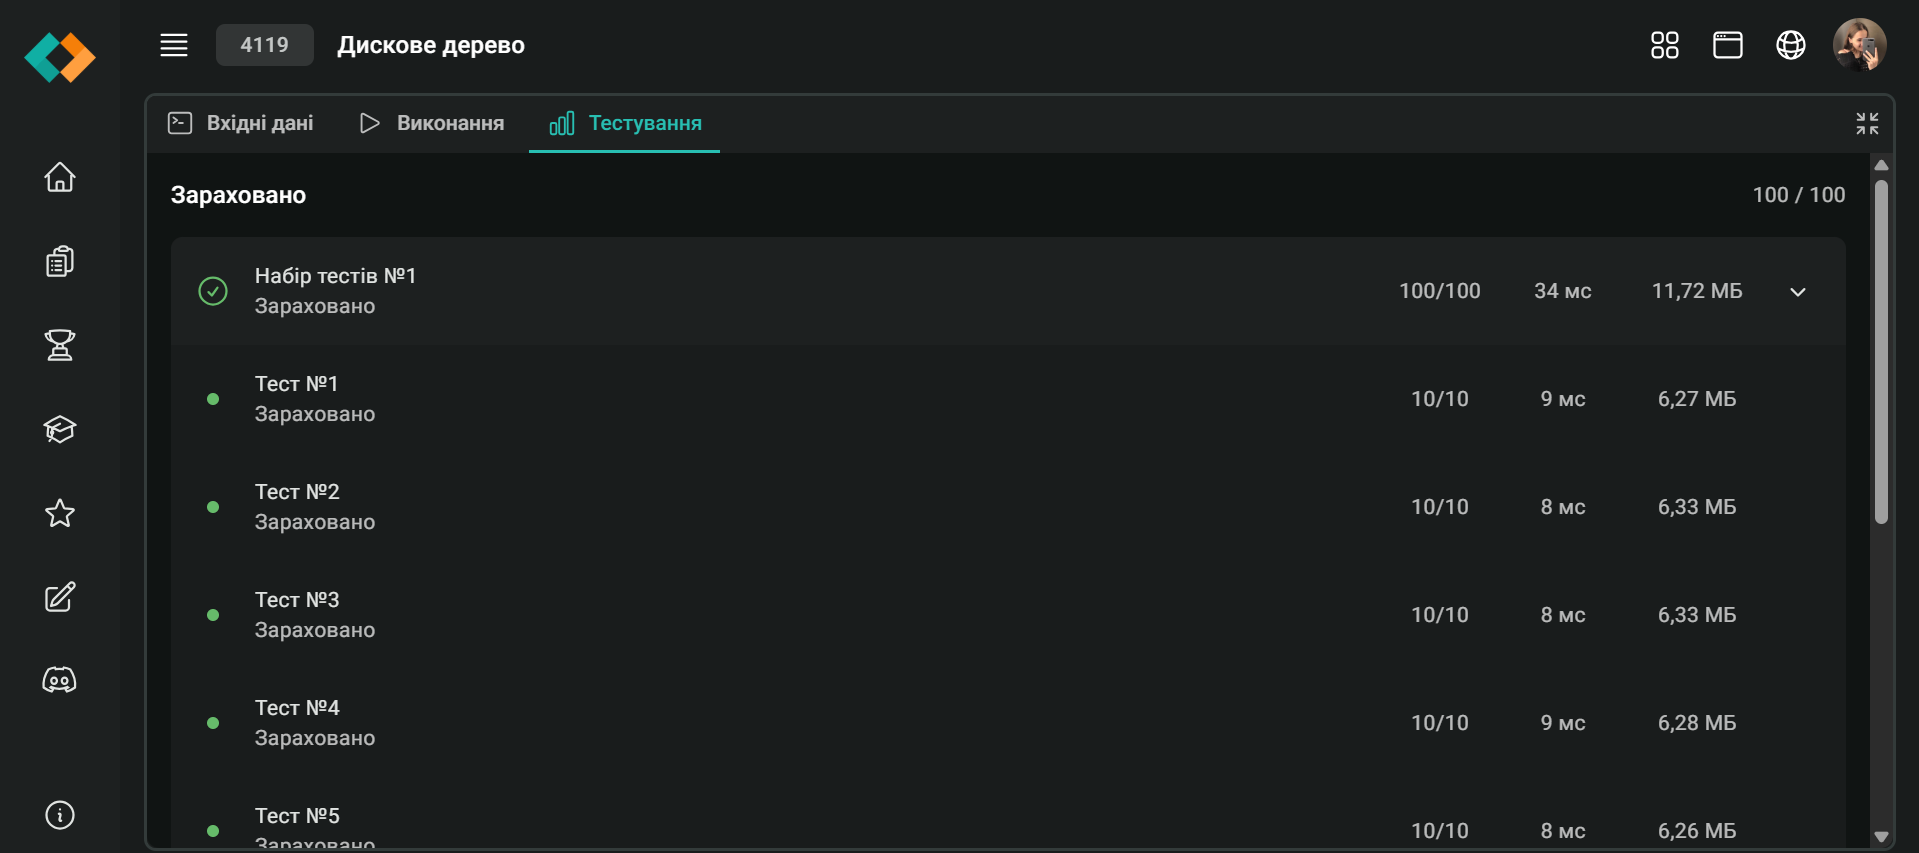 4119 Дискове дерево
Вхідні дані Виконання Тестування
Зараховано 100 / 100
Набір тестів №1
Зараховано
100/100 34 мс 11,72 МБ
Тест №1
Зараховано
10/10 9 мс 6,27 МБ
Тест №2
Зараховано
10/10 8 мс 6,33 МБ
Тест №3
Зараховано
10/10 8 мс 6,33 МБ
Тест №4
Зараховано
10/10 9 мс 6,28 МБ
Тест №5
Зараховано
10/10 8 мс 6,26 МБ